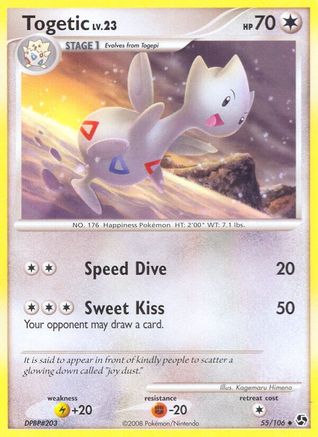 Togetic LV.23
HP 70
STAGE 1 Evolves from Togepi
NO. 176 Happiness Pokémon HT: 2'00" WT: 7.1 lbs.
Speed Dive 20
Sweet Kiss 50
Your opponent may draw a card.
It is said to appear in front of kindly people to scatter a
glowing down called "joy dust."
Illus. Kagemaru Himeno
weakness resistance retreat cost
+20 -20
DPBP#203 ©2008 Pokémon/Nintendo 55/106